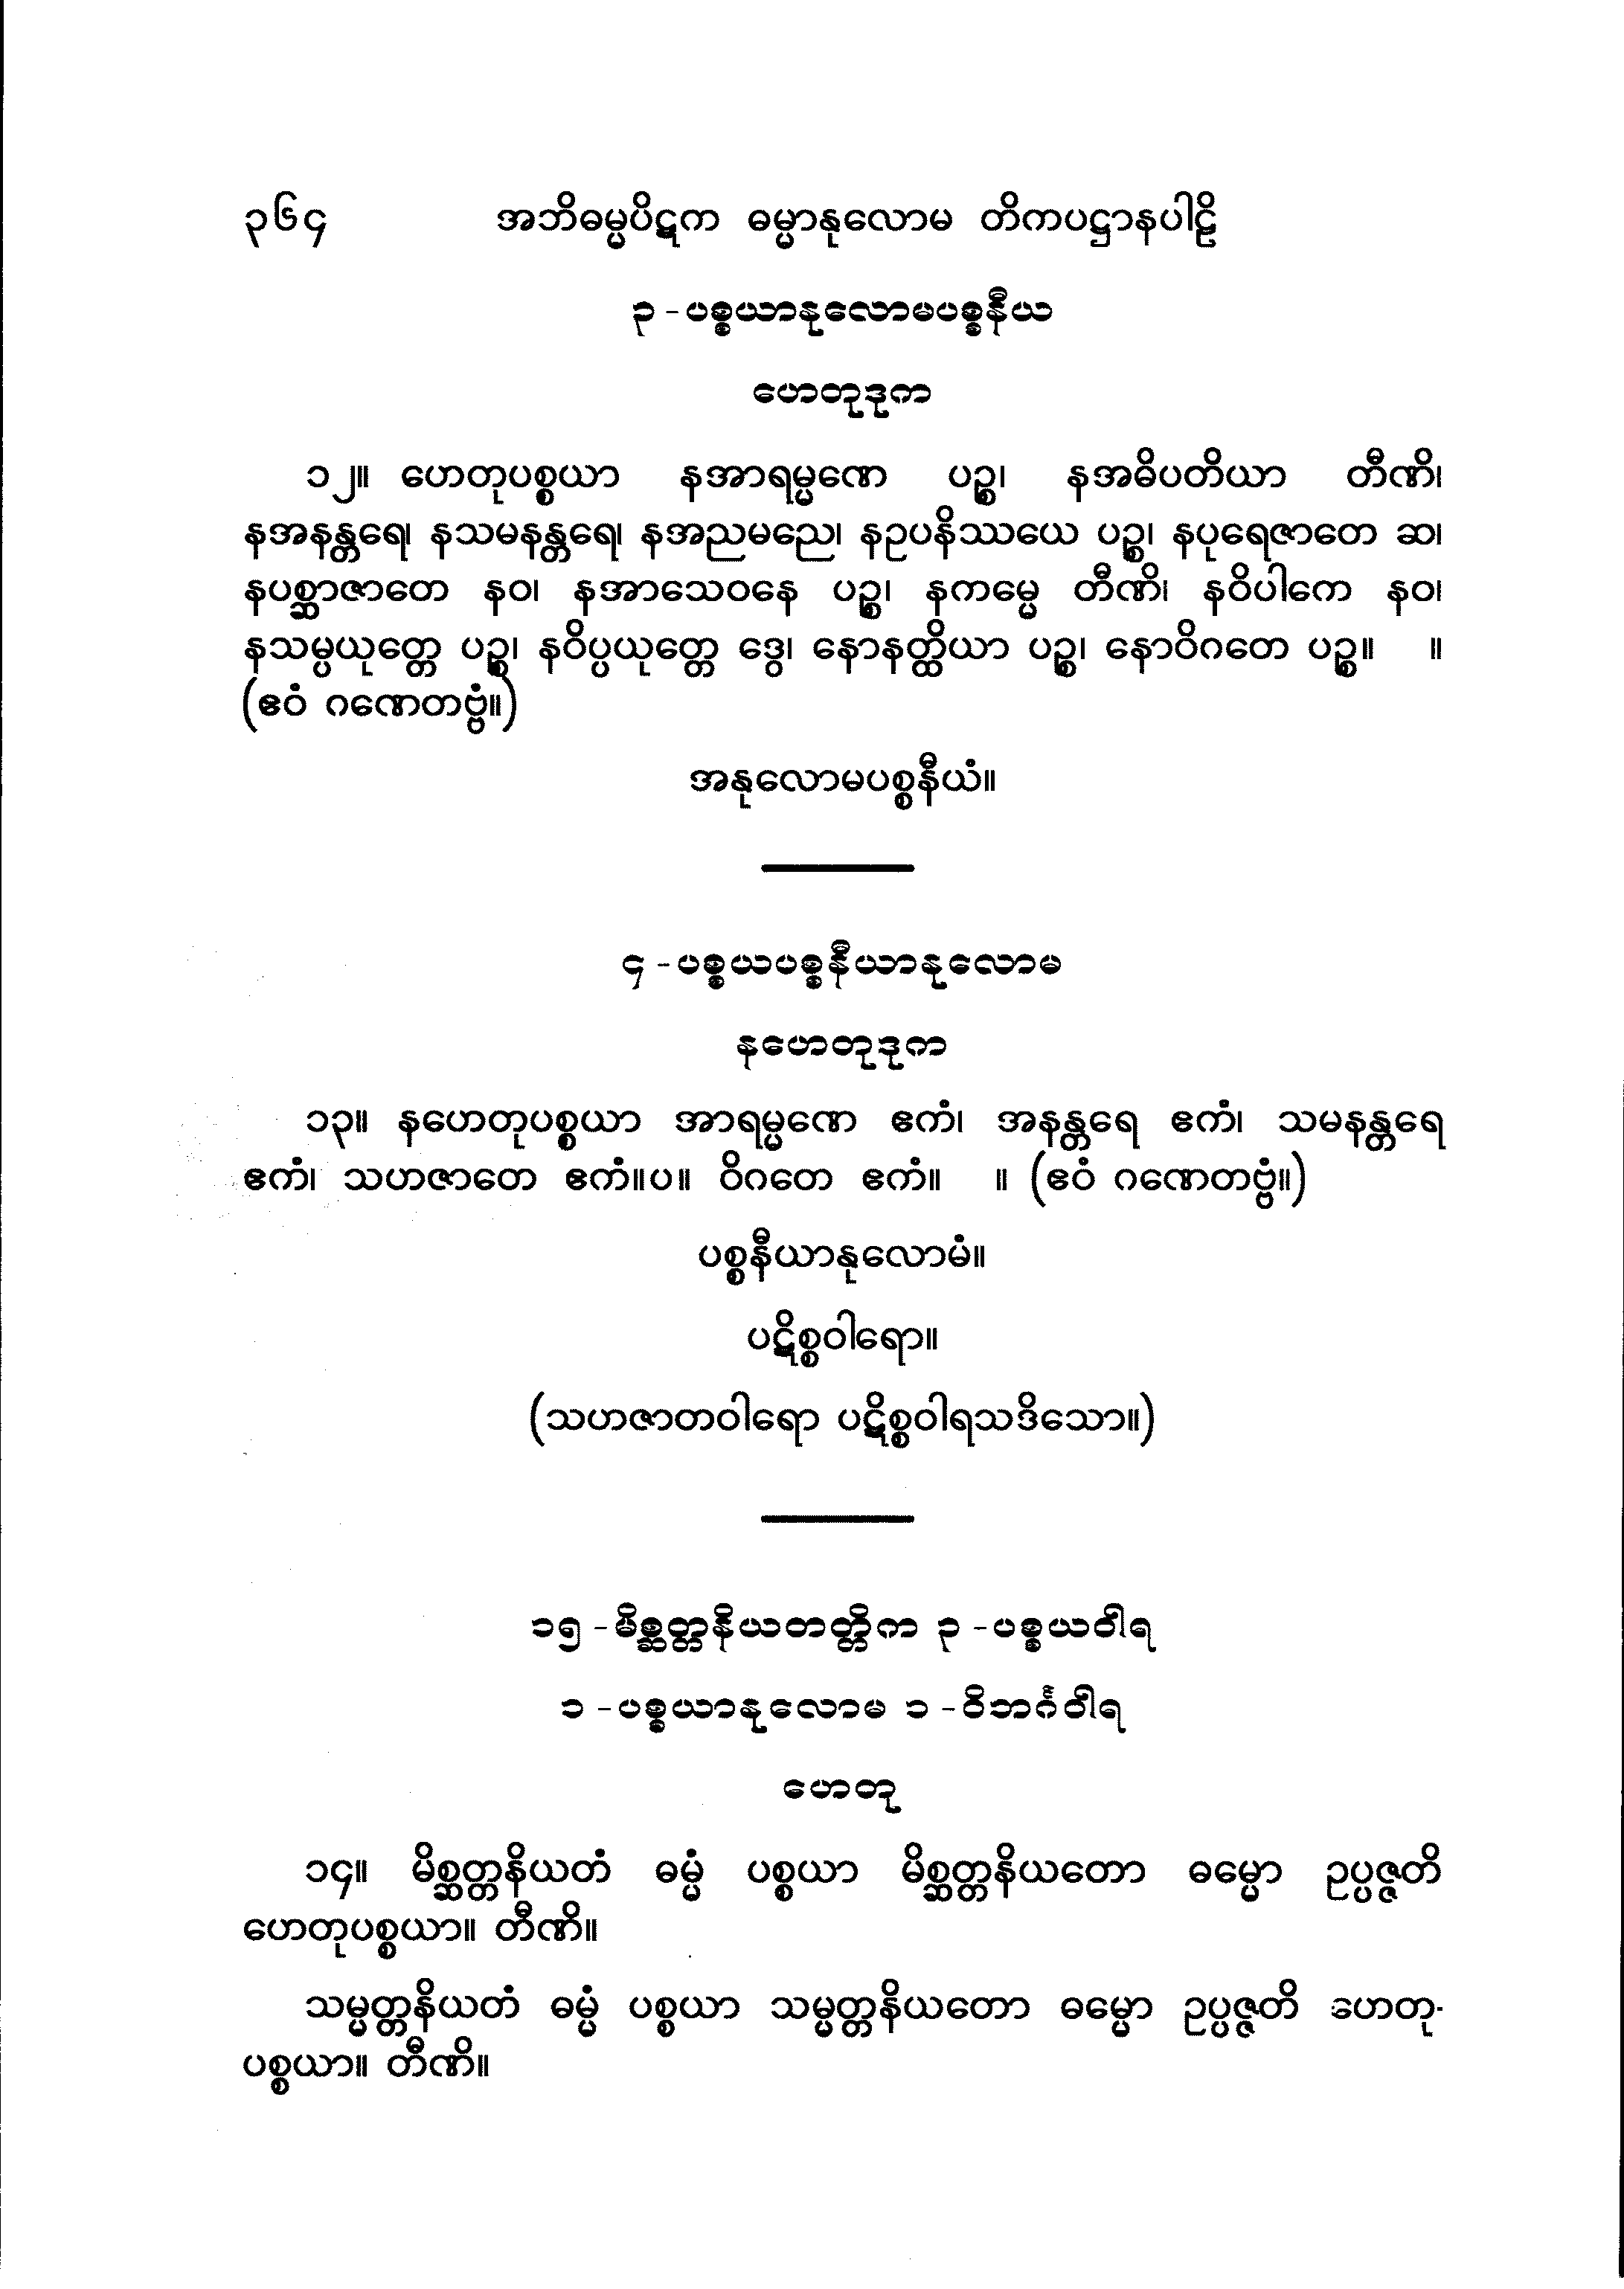 ၃၆၄ အဘိဓမ္မပိဋက ဓမ္မာနုလောမ တိကပဋ္ဌာနပါဠိ
၃ - ပစ္စယာနုလောမပစ္စနီယ
ဟေတုဒုက
၁၂။ ဟေတုပစ္စယာ နအာရမ္မဏေ ပဉ္စ၊ နအဓိပတိယာ တီဏိ၊
နအနန္တရေ၊ နသမနန္တရေ၊ နအညမညေ၊ နဥပနိဿယေ ပဉ္စ၊ နပုရေဇာတေ ဆ၊
နပစ္ဆာဇာတေ နဝ၊ နအာသေဝနေ ပဉ္စ၊ နကမ္မေ တီဏိ၊ နဝိပါကေ နဝ၊
နသမ္ပယုတ္တေ ပဉ္စ၊ နဝိပ္ပယုတ္တေ ဒွေ၊ နောနတ္ထိယာ ပဉ္စ၊ နောဝိဂတေ ပဉ္စ။ ။
(ဧဝံ ဂဏေတဗ္ဗံ။)
အနုလောမပစ္စနီယံ။
၄ - ပစ္စယပစ္စနီယာနုလောမ
နဟေတုဒုက
၁၃။ နဟေတုပစ္စယာ အာရမ္မဏေ ဧကံ၊ အနန္တရေ ဧကံ၊ သမနန္တရေ
ဧကံ၊ သဟဇာတေ ဧကံ။ပ။ ဝိဂတေ ဧကံ။ ။ (ဧဝံ ဂဏေတဗ္ဗံ။)
ပစ္စနီယာနုလောမံ။
ပဋိစ္စဝါရော။
(သဟဇာတဝါရော ပဋိစ္စဝါရသဒိသော။)
၁၅ - မိစ္ဆတ္တနိယတတ္တိက ၃ - ပစ္စယဝါရ
၁ - ပစ္စယာနုလောမ ၁ - ဝိဘင်္ဂဝါရ
ဟေတု
၁၄။ မိစ္ဆတ္တနိယတံ ဓမ္မံ ပစ္စယာ မိစ္ဆတ္တနိယတော ဓမ္မော ဥပ္ပဇ္ဇတိ
ဟေတုပစ္စယာ။ တီဏိ။
သမ္မတ္တနိယတံ ဓမ္မံ ပစ္စယာ သမ္မတ္တနိယတော ဓမ္မော ဥပ္ပဇ္ဇတိ ဟေတု-
ပစ္စယာ။ တီဏိ။